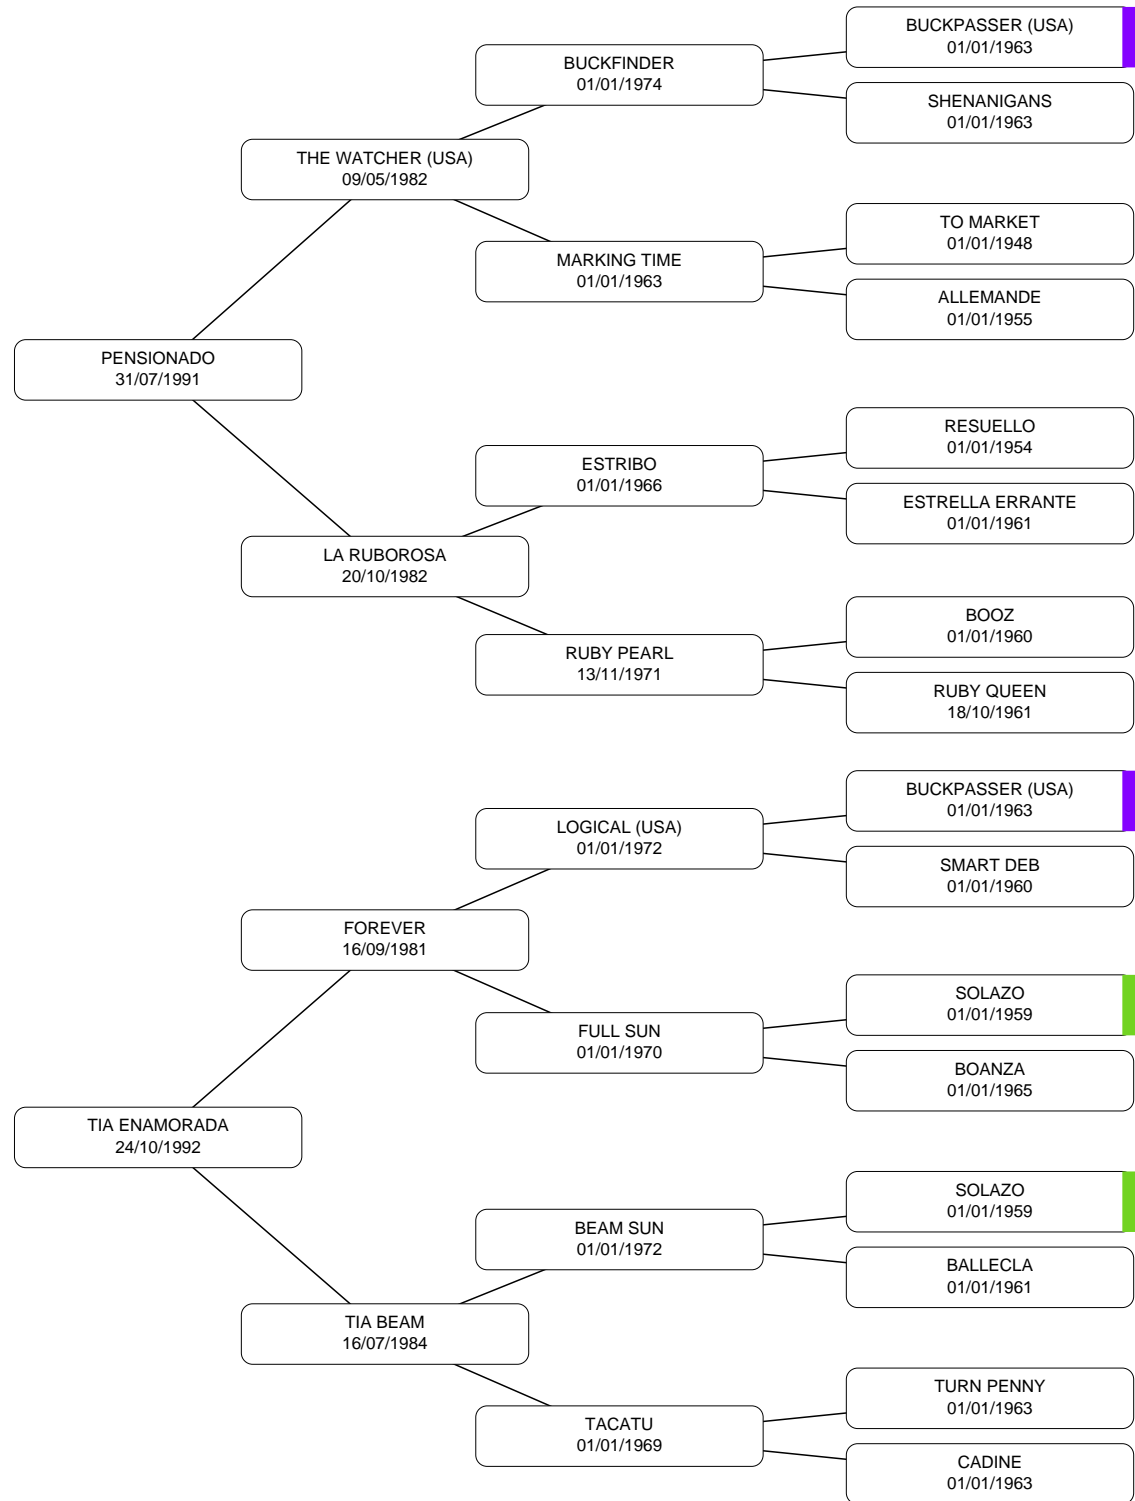 BUCKPASSER (USA)
01/01/1963
BUCKFINDER
01/01/1974
SHENANIGANS
01/01/1963
THE WATCHER (USA)
09/05/1982
TO MARKET
01/01/1948
MARKING TIME
01/01/1963
ALLEMANDE
01/01/1955
PENSIONADO
31/07/1991
RESUELLO
01/01/1954
ESTRIBO
01/01/1966
ESTRELLA ERRANTE
01/01/1961
LA RUBOROSA
20/10/1982
BOOZ
01/01/1960
RUBY PEARL
13/11/1971
RUBY QUEEN
18/10/1961
BUCKPASSER (USA)
01/01/1963
LOGICAL (USA)
01/01/1972
SMART DEB
01/01/1960
FOREVER
16/09/1981
SOLAZO
01/01/1959
FULL SUN
01/01/1970
BOANZA
01/01/1965
TIA ENAMORADA
24/10/1992
SOLAZO
01/01/1959
BEAM SUN
01/01/1972
BALLECLA
01/01/1961
TIA BEAM
16/07/1984
TURN PENNY
01/01/1963
TACATU
01/01/1969
CADINE
01/01/1963